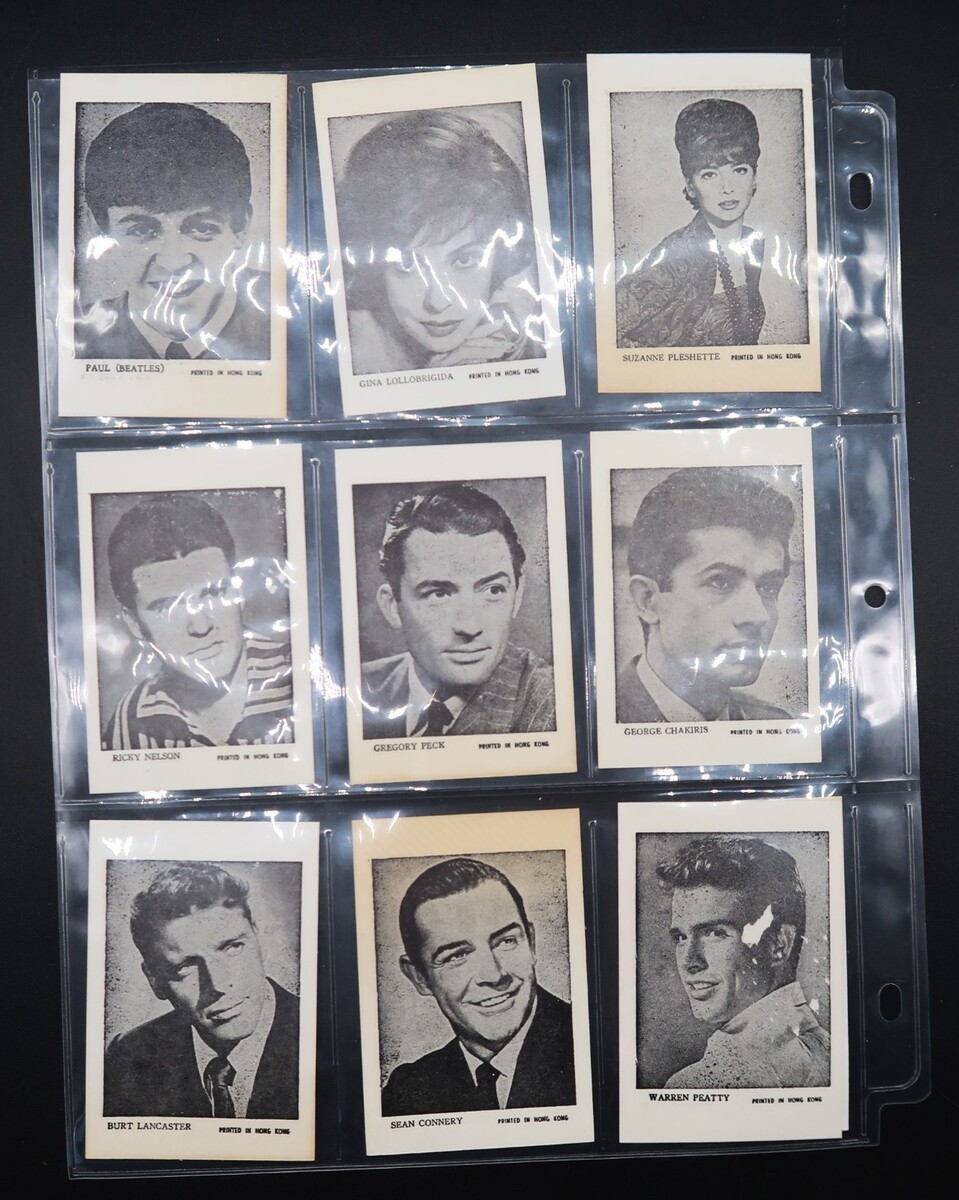 PAUL (BEATLES) PRINTED IN HONG KONG
GINA LOLLOBRIGIDA PRINTED IN HONG KONG
SUZANNE PLESHETTE PRINTED IN HONG KONG
RICKY NELSON PRINTED IN HONG KONG
GREGORY PECK PRINTED IN HONG KONG
GEORGE CHAKIRIS PRINTED IN HONG KONG
BURT LANCASTER PRINTED IN HONG KONG
SEAN CONNERY PRINTED IN HONG KONG
WARREN PEATTY PRINTED IN HONG KONG